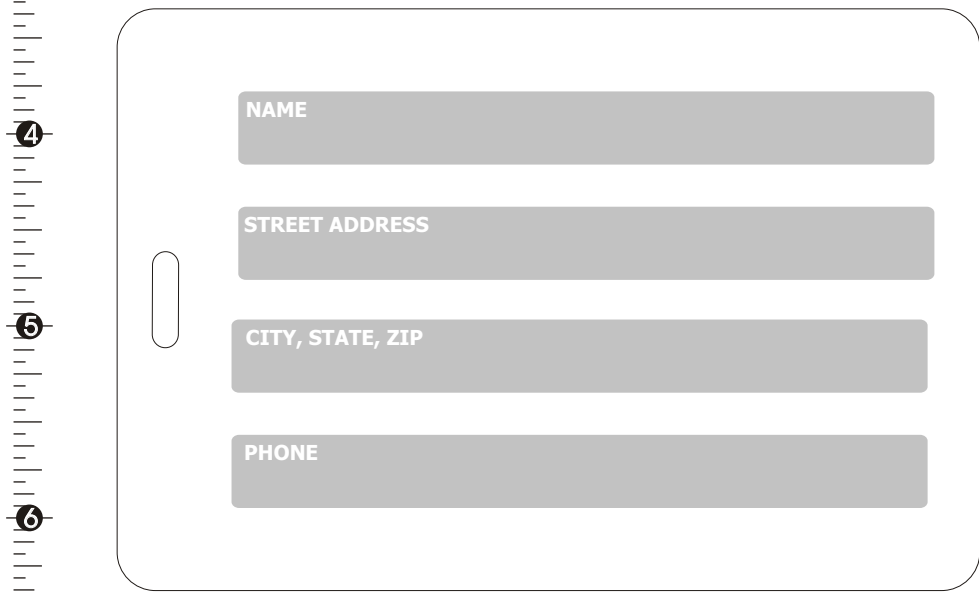 4
NAME
STREET ADDRESS
5
CITY, STATE, ZIP
PHONE
6